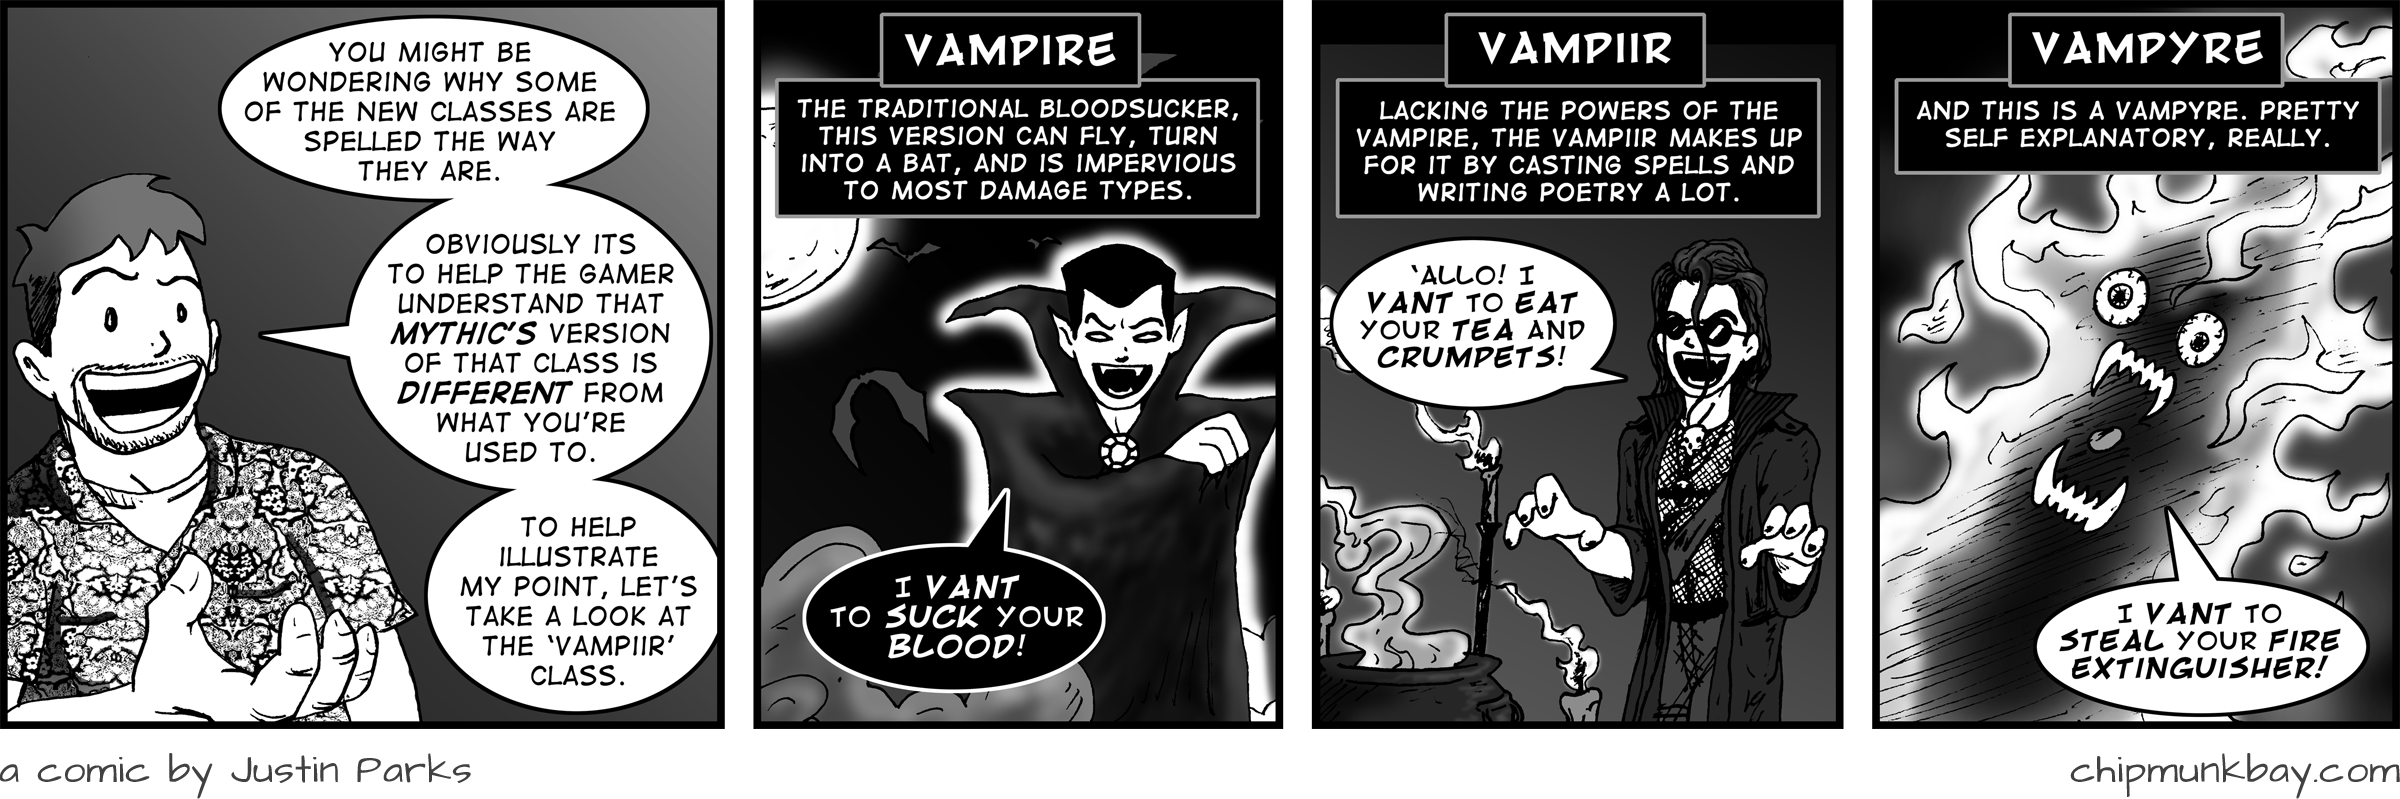 YOU MIGHT BE
WONDERING WHY SOME
OF THE NEW CLASSES ARE
SPELLED THE WAY
THEY ARE.
OBVIOUSLY ITS
TO HELP THE GAMER
UNDERSTAND THAT
MYTHIC'S VERSION
OF THAT CLASS IS
DIFFERENT FROM
WHAT YOU'RE
USED TO.
TO HELP
ILLUSTRATE
MY POINT, LET'S
TAKE A LOOK AT
THE 'VAMPIIR'
CLASS.
VAMPIRE
THE TRADITIONAL BLOODSUCKER,
THIS VERSION CAN FLY, TURN
INTO A BAT, AND IS IMPERVIOUS
TO MOST DAMAGE TYPES.
I VANT
TO SUCK YOUR
BLOOD!
VAMPIIR
LACKING THE POWERS OF THE
VAMPIRE, THE VAMPIIR MAKES UP
FOR IT BY CASTING SPELLS AND
WRITING POETRY A LOT.
'ALLO! I
VANT TO EAT
YOUR TEA AND
CRUMPETS!
VAMPYRE
AND THIS IS A VAMPYRE. PRETTY
SELF EXPLANATORY, REALLY.
I VANT TO
STEAL YOUR FIRE
EXTINGUISHER!
a comic by Justin Parks
chipmunkbay.com